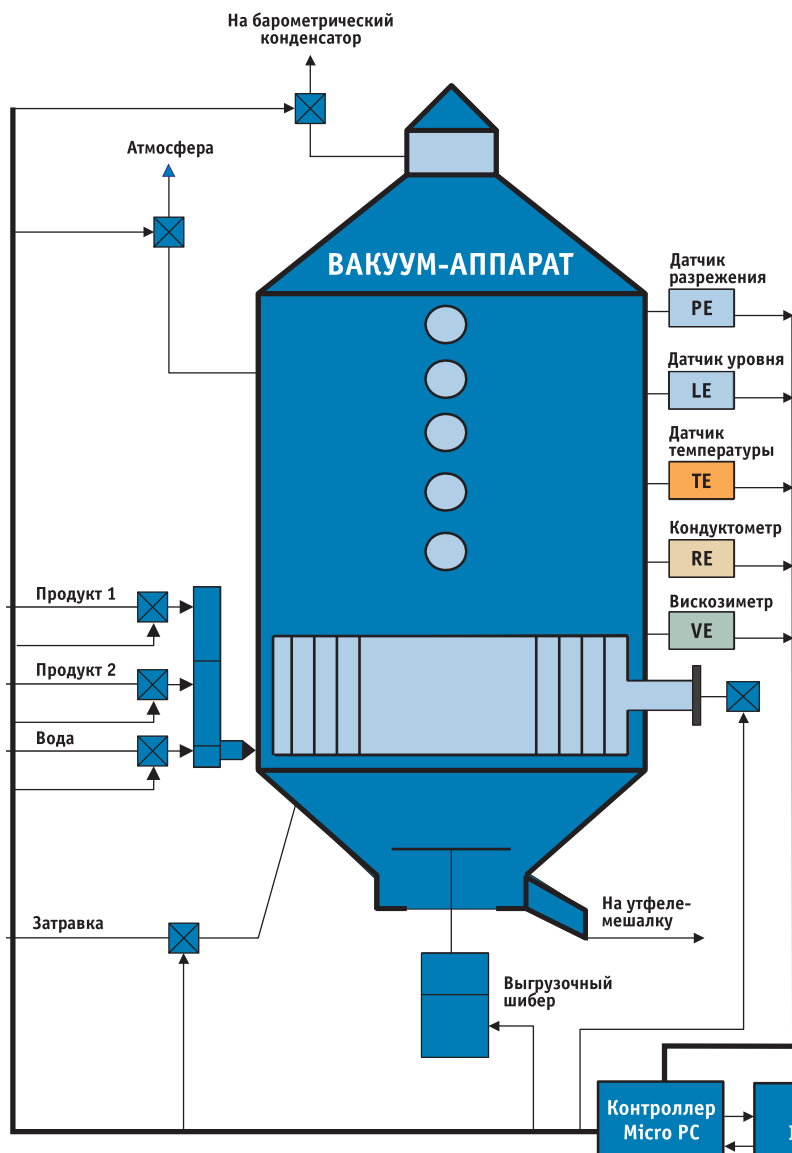 На барометрический
конденсатор
Атмосфера
ВАКУУМ-АППАРАТ
Датчик
разрежения
PE
Датчик уровня
LE
Датчик
температуры
TE
Кондуктометр
RE
Вискозиметр
VE
Продукт 1
Продукт 2
Вода
Затравка
На утфеле-
мешалку
Выгрузочный
шибер
Контроллер
Micro PC